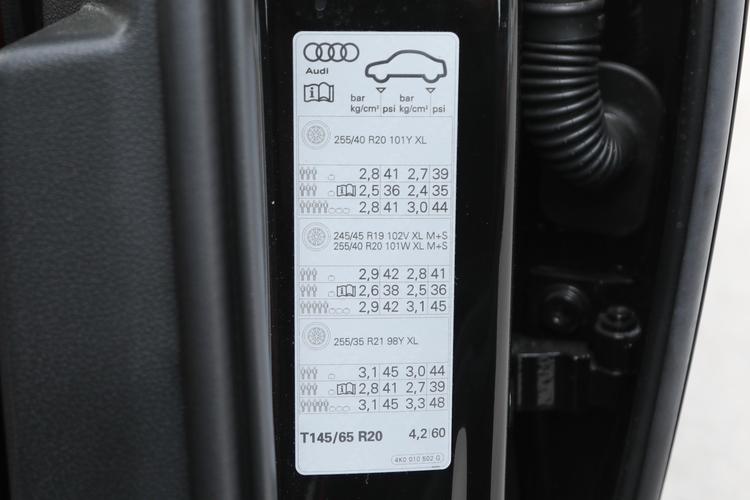 Audi
bar bar
kg/cm² psi kg/cm² psi
255/40 R20 101Y XL
2,8 41 2,7 39
2,5 36 2,4 35
2,8 41 3,0 44
245/45 R19 102V XL M+S
255/40 R20 101W XL M+S
2,9 42 2,8 41
2,6 38 2,5 36
2,9 42 3,1 45
255/35 R21 98Y XL
3,1 45 3,0 44
2,8 41 2,7 39
3,1 45 3,3 48
T145/65 R20 4,2 60
4K0 010 502 G